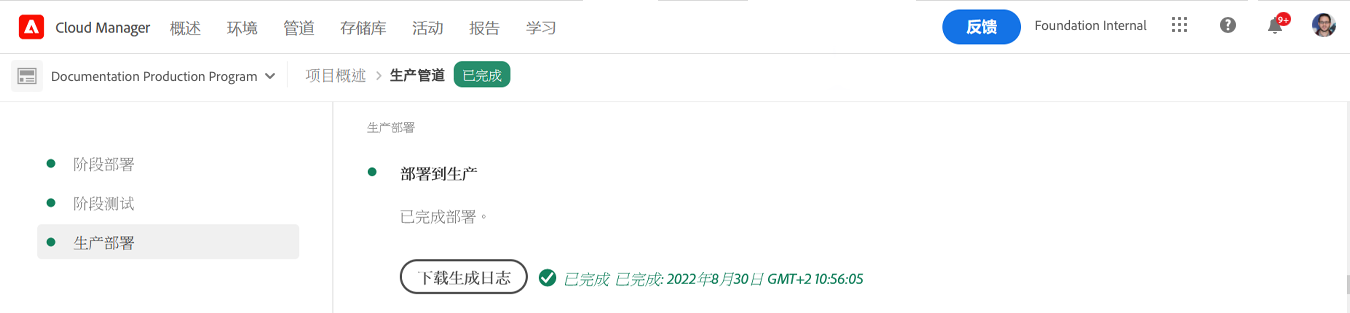 Cloud Manager 概述 环境 管道 存储库 活动 报告 学习 反馈 Foundation Internal 9+
Documentation Production Program 项目概述 > 生产管道 已完成
生产部署
阶段部署
阶段测试
生产部署
部署到生产
已完成部署。
下载生成日志 已完成 已完成: 2022年8月30日 GMT+2 10:56:05